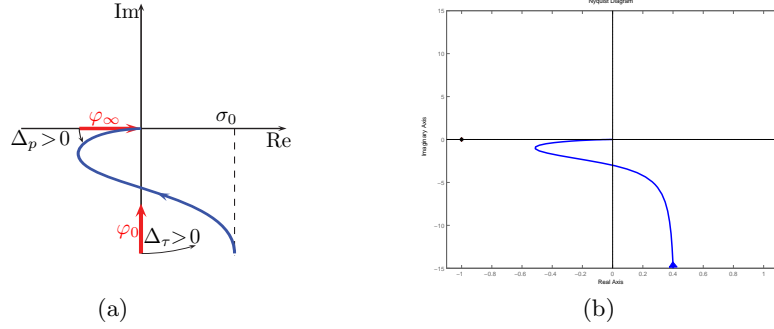 Im
φ∞
σ0
Δp>0
Re
φ0
Δτ>0
(a)
Nyquist Diagram
15
10
5
0
−5
−10
−15
−1
−0.8
−0.6
−0.4
−0.2
0
0.2
0.4
0.6
0.8
1
Imaginary Axis
Real Axis
(b)